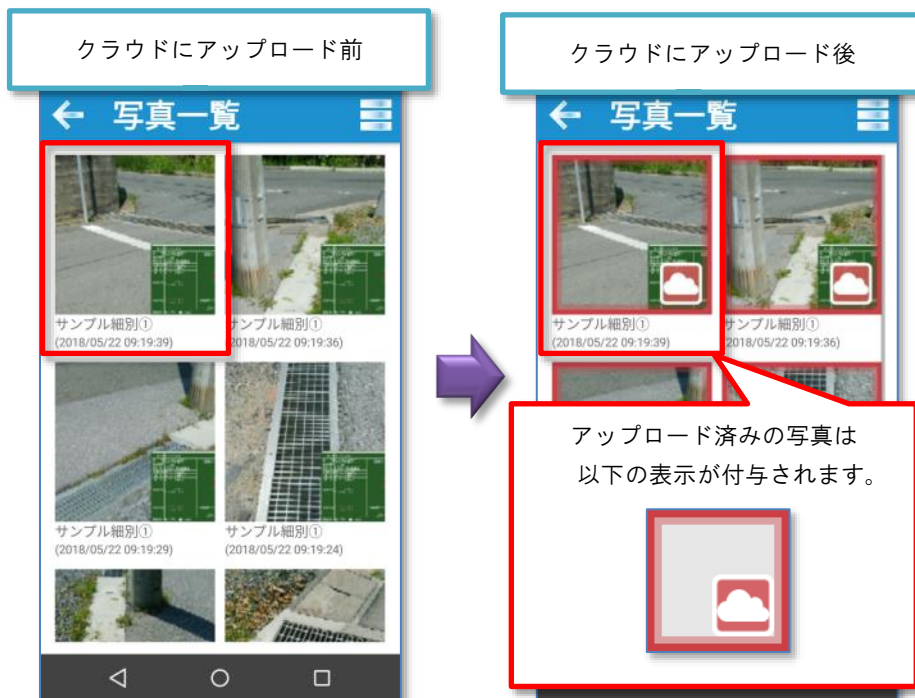 クラウドにアップロード前
写真一覧
サンプル細別①
(2018/05/22 09:19:39)
サンプル細別①
(2018/05/22 09:19:36)
サンプル細別①
(2018/05/22 09:19:29)
サンプル細別①
(2018/05/22 09:19:24)
クラウドにアップロード後
写真一覧
サンプル細別①
(2018/05/22 09:19:39)
サンプル細別①
2018/05/22 09:19:36)
アップロード済みの写真は
以下の表示が付与されます。